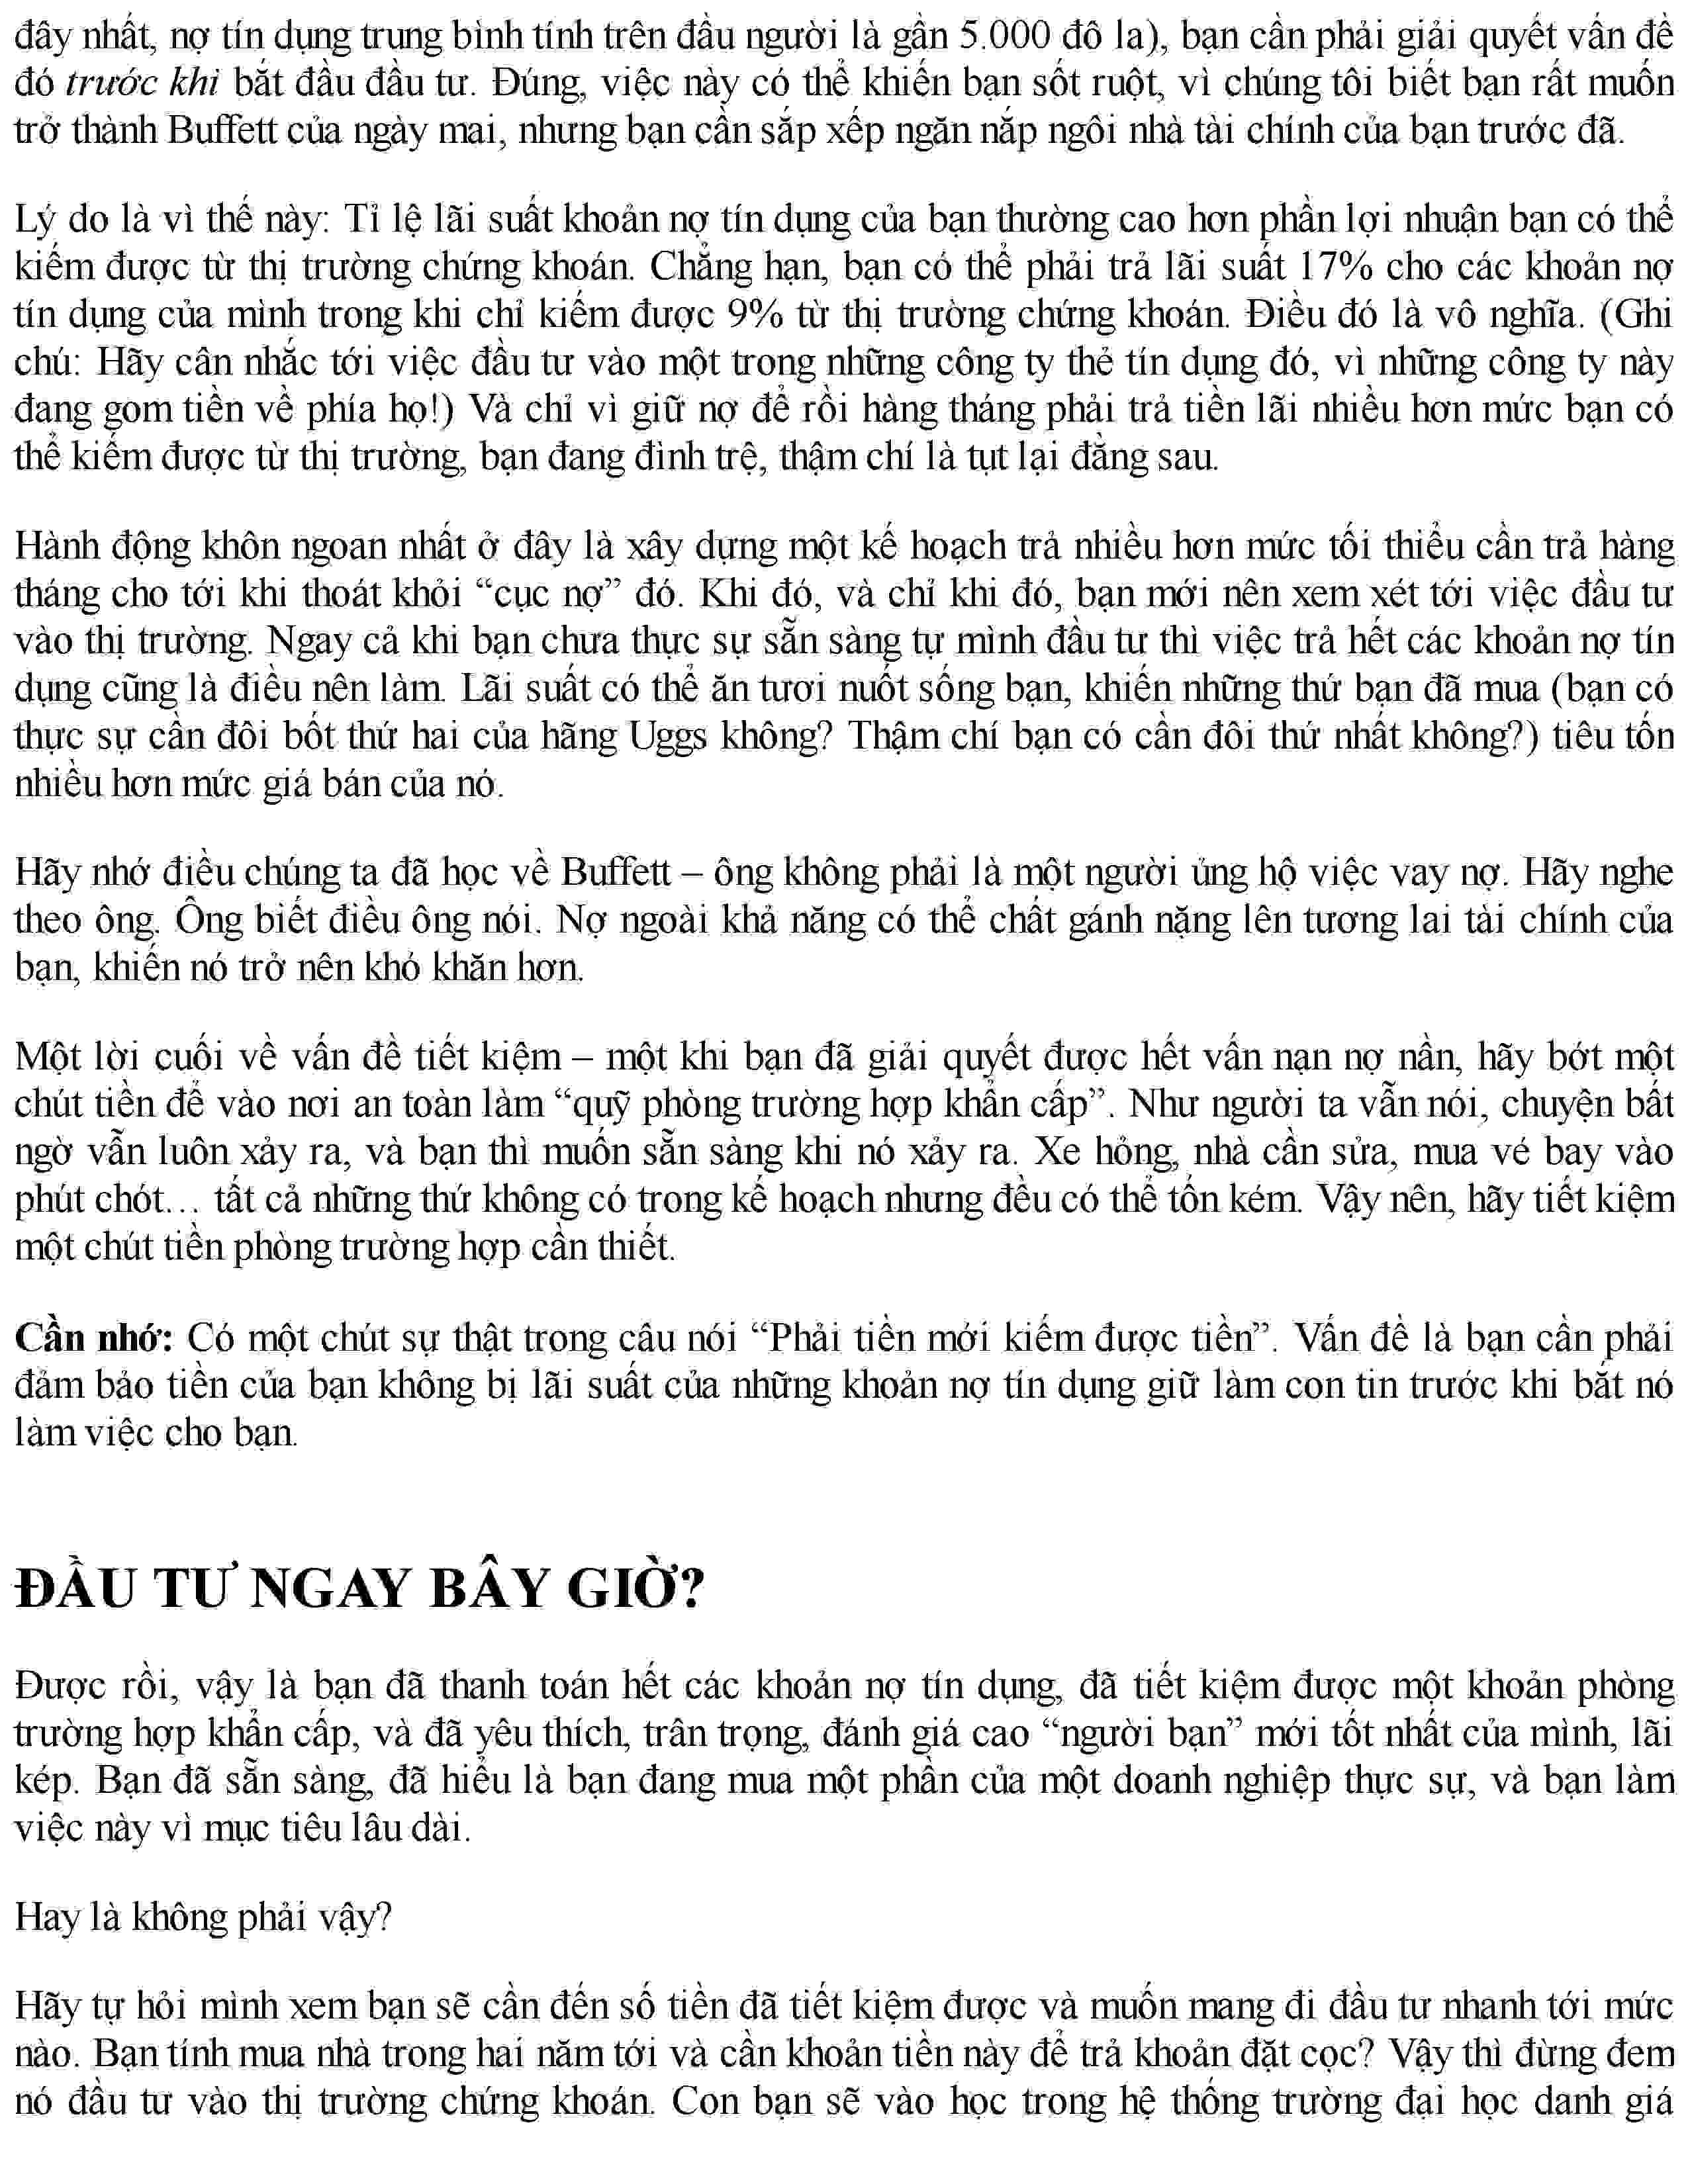 đây nhất, nợ tín dụng trung bình tính trên đầu người là gần 5.000 đô la), bạn cần phải giải quyết vấn đề
đó trước khi bắt đầu đầu tư. Đúng, việc này có thể khiến bạn sốt ruột, vì chúng tôi biết bạn rất muốn
trở thành Buffett của ngày mai, nhưng bạn cần sắp xếp ngăn nắp ngôi nhà tài chính của bạn trước đã.
Lý do là vì thế này: Tỉ lệ lãi suất khoản nợ tín dụng của bạn thường cao hơn phần lợi nhuận bạn có thể
kiếm được từ thị trường chứng khoán. Chẳng hạn, bạn có thể phải trả lãi suất 17% cho các khoản nợ
tín dụng của mình trong khi chỉ kiếm được 9% từ thị trường chứng khoán. Điều đó là vô nghĩa. (Ghi
chú: Hãy cân nhắc tới việc đầu tư vào một trong những công ty thẻ tín dụng đó, vì những công ty này
đang gom tiền về phía họ!) Và chỉ vì giữ nợ để rồi hàng tháng phải trả tiền lãi nhiều hơn mức bạn có
thể kiếm được từ thị trường, bạn đang đình trệ, thậm chí là tụt lại đằng sau.
Hành động khôn ngoan nhất ở đây là xây dựng một kế hoạch trả nhiều hơn mức tối thiểu cần trả hàng
tháng cho tới khi thoát khỏi “cục nợ” đó. Khi đó, và chỉ khi đó, bạn mới nên xem xét tới việc đầu tư
vào thị trường. Ngay cả khi bạn chưa thực sự sẵn sàng tự mình đầu tư thì việc trả hết các khoản nợ tín
dụng cũng là điều nên làm. Lãi suất có thể ăn tươi nuốt sống bạn, khiến những thứ bạn đã mua (bạn có
thực sự cần đôi bốt thứ hai của hãng Uggs không? Thậm chí bạn có cần đôi thứ nhất không?) tiêu tốn
nhiều hơn mức giá bán của nó.
Hãy nhớ điều chúng ta đã học về Buffett – ông không phải là một người ủng hộ việc vay nợ. Hãy nghe
theo ông. Ông biết điều ông nói. Nợ ngoài khả năng có thể chất gánh nặng lên tương lai tài chính của
bạn, khiến nó trở nên khó khăn hơn.
Một lời cuối về vấn đề tiết kiệm – một khi bạn đã giải quyết được hết vấn nạn nợ nần, hãy bớt một
chút tiền để vào nơi an toàn làm “quỹ phòng trường hợp khẩn cấp”. Như người ta vẫn nói, chuyện bất
ngờ vẫn luôn xảy ra, và bạn thì muốn sẵn sàng khi nó xảy ra. Xe hỏng, nhà cần sửa, mua vé bay vào
phút chót… tất cả những thứ không có trong kế hoạch nhưng đều có thể tốn kém. Vậy nên, hãy tiết kiệm
một chút tiền phòng trường hợp cần thiết.
Cần nhớ: Có một chút sự thật trong câu nói “Phải tiền mới kiếm được tiền”. Vấn đề là bạn cần phải
đảm bảo tiền của bạn không bị lãi suất của những khoản nợ tín dụng giữ làm con tin trước khi bắt nó
làm việc cho bạn.
ĐẦU TƯ NGAY BÂY GIỜ?
Được rồi, vậy là bạn đã thanh toán hết các khoản nợ tín dụng, đã tiết kiệm được một khoản phòng
trường hợp khẩn cấp, và đã yêu thích, trân trọng, đánh giá cao “người bạn” mới tốt nhất của mình, lãi
kép. Bạn đã sẵn sàng, đã hiểu là bạn đang mua một phần của một doanh nghiệp thực sự, và bạn làm
việc này vì mục tiêu lâu dài.
Hay là không phải vậy?
Hãy tự hỏi mình xem bạn sẽ cần đến số tiền đã tiết kiệm được và muốn mang đi đầu tư nhanh tới mức
nào. Bạn tính mua nhà trong hai năm tới và cần khoản tiền này để trả khoản đặt cọc? Vậy thì đừng đem
nó đầu tư vào thị trường chứng khoán. Con bạn sẽ vào học trong hệ thống trường đại học danh giá